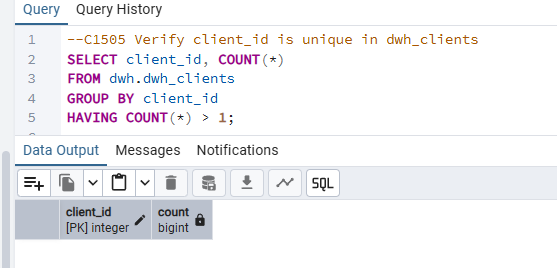 Query Query History
1 --C1505 Verify client_id is unique in dwh_clients
2 SELECT client_id, COUNT(*)
3 FROM dwh.dwh_clients
4 GROUP BY client_id
5 HAVING COUNT(*) > 1;
Data Output Messages Notifications
SQL
client_id count
[PK] integer bigint